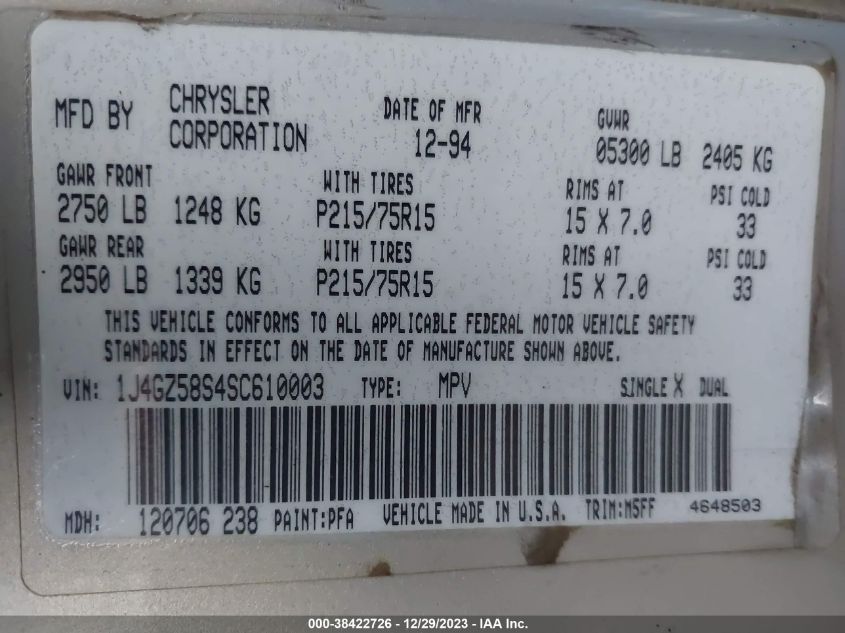 MFD BY CHRYSLER CORPORATION DATE OF MFR 12-94 GVWR 05300 LB 2405 KG
GAWR FRONT WITH TIRES RIMS AT PSI COLD
2750 LB 1248 KG P215/75R15 15 X 7.0 33
GAWR REAR WITH TIRES RIMS AT PSI COLD
2950 LB 1339 KG P215/75R15 15 X 7.0 33
THIS VEHICLE CONFORMS TO ALL APPLICABLE FEDERAL MOTOR VEHICLE SAFETY
STANDARDS IN EFFECT ON THE DATE OF MANUFACTURE SHOWN ABOVE.
VIN: 1J4GZ58S4SC610003 TYPE: MPV SINGLE X DUAL
MDH: 120706 238 PAINT:PFA VEHICLE MADE IN U.S.A. TRIM:M5FF 4648503
000-38422726 - 12/29/2023 - IAA Inc.